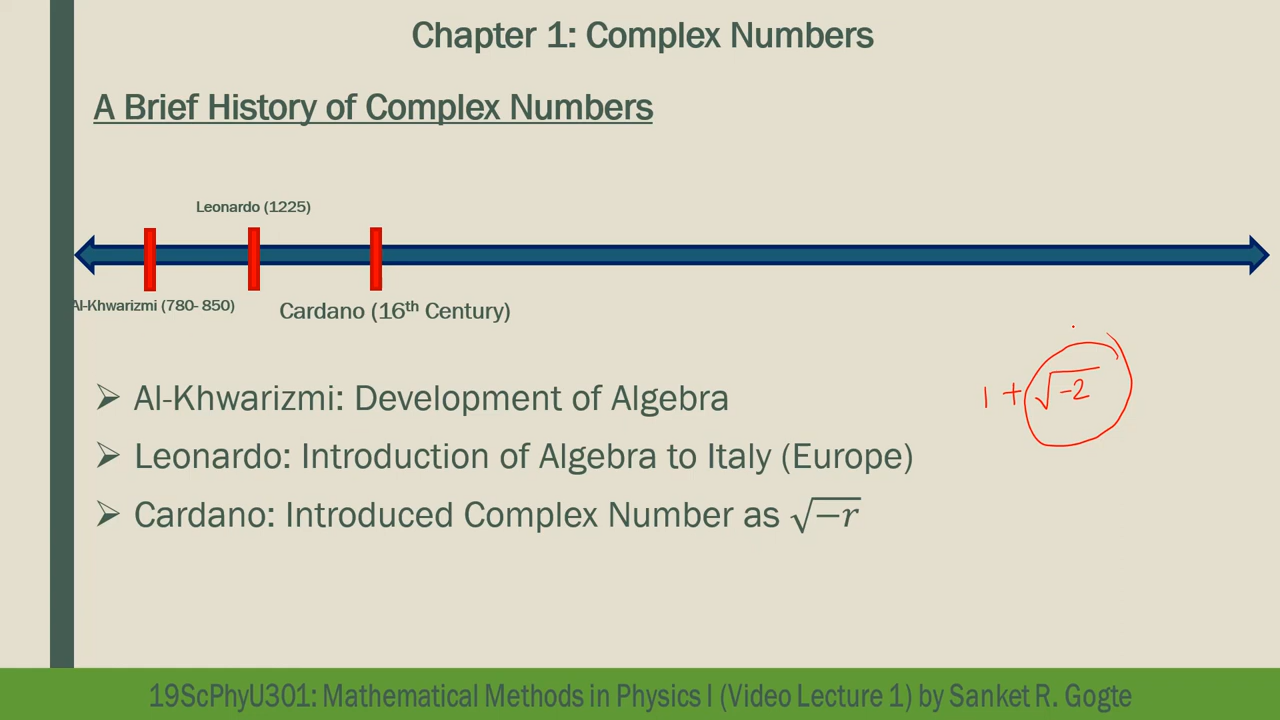 Chapter 1: Complex Numbers
A Brief History of Complex Numbers
Leonardo (1225)
Al-Khwarizmi (780- 850)
Cardano (16th Century)
➢ Al-Khwarizmi: Development of Algebra
1 + √-2
➢ Leonardo: Introduction of Algebra to Italy (Europe)
➢ Cardano: Introduced Complex Number as √−r
19ScPhyU301: Mathematical Methods in Physics I (Video Lecture 1) by Sanket R. Gogte